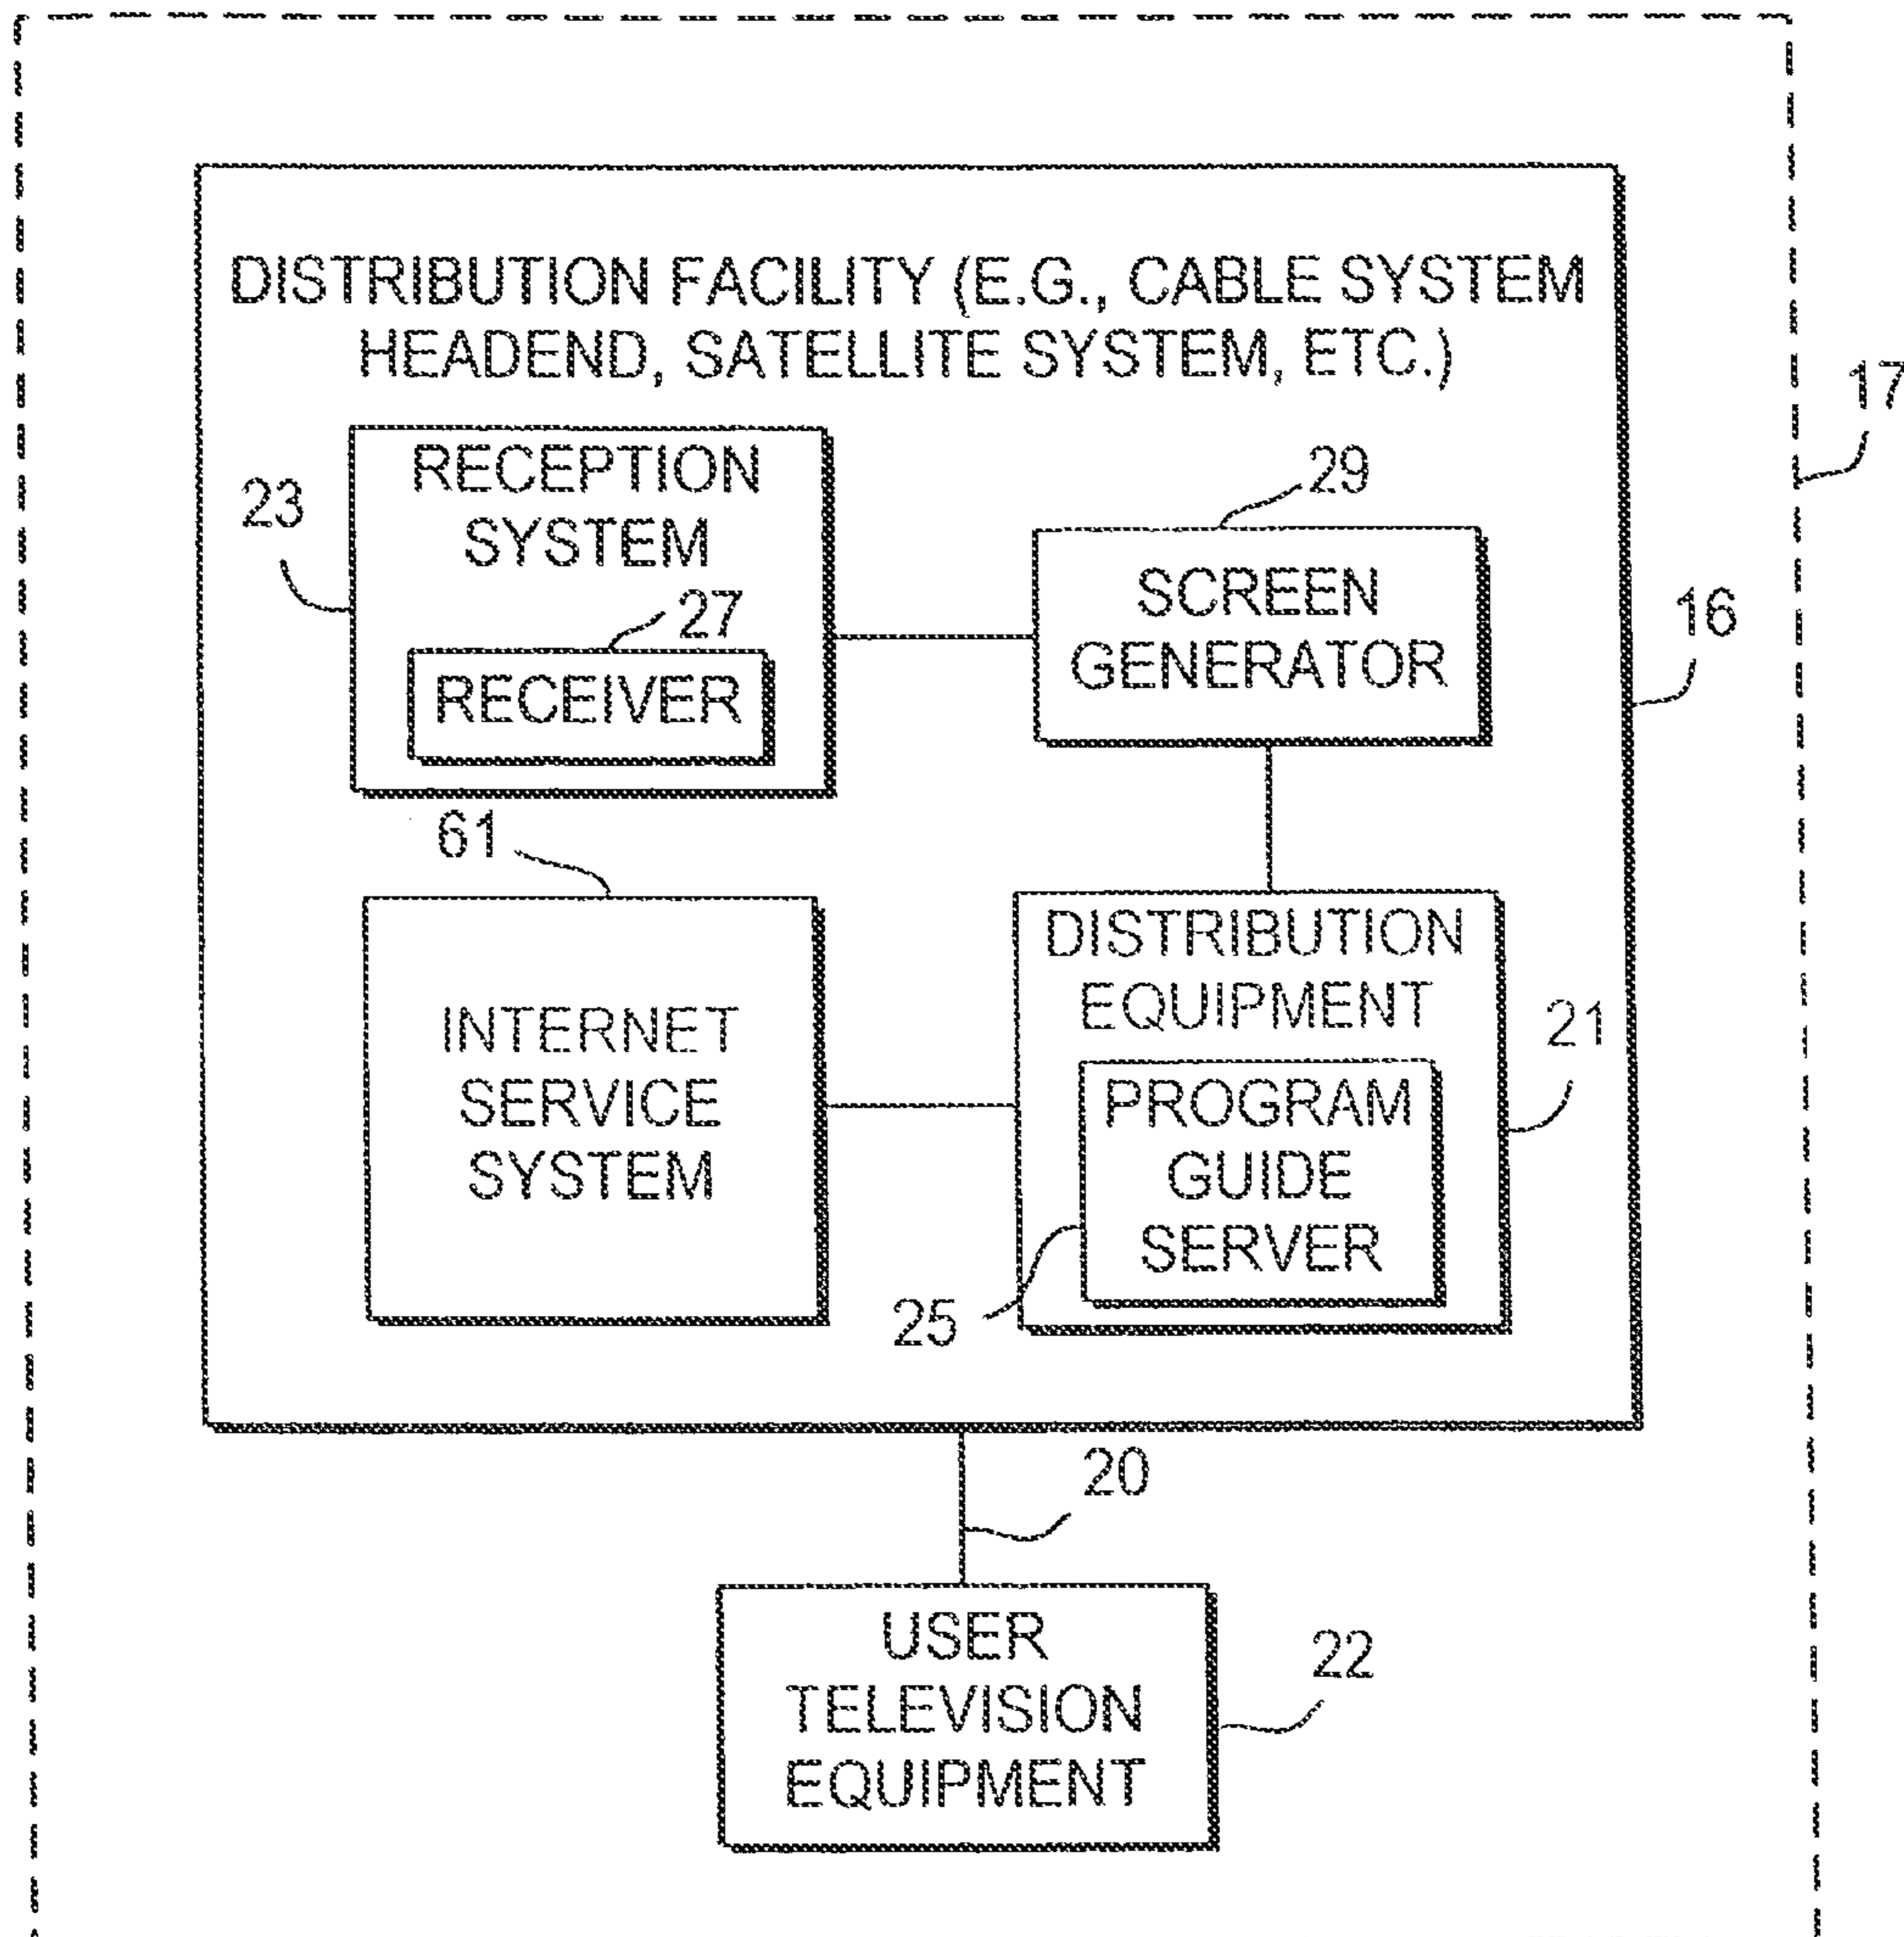 DISTRIBUTION FACILITY (E.G., CABLE SYSTEM
HEADEND, SATELLITE SYSTEM, ETC.)
17
RECEPTION
SYSTEM
23
27
RECEIVER
29
SCREEN
GENERATOR
16
61
INTERNET
SERVICE
SYSTEM
DISTRIBUTION
EQUIPMENT
21
PROGRAM
GUIDE
SERVER
25
20
USER
TELEVISION
EQUIPMENT
22